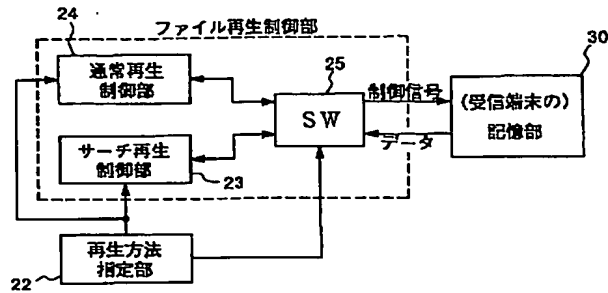 ファイル再生制御部
24
通常再生
制御部
25
SW
制御信号
データ
30
(受信端末の)
記憶部
サーチ再生
制御部
23
再生方法
指定部
22